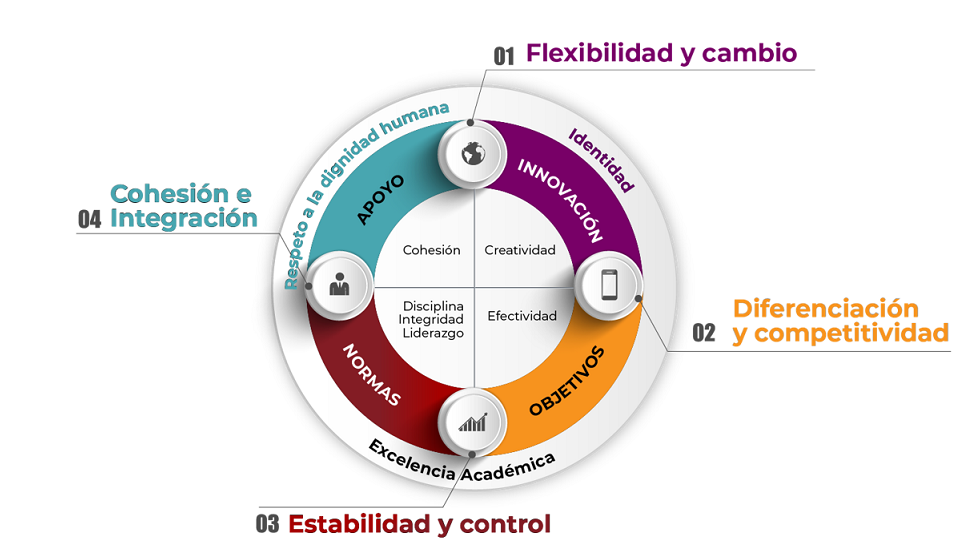 01 Flexibilidad y cambio
Respeto a la dignidad humana
Identidad
APOYO
INNOVACIÓN
04 Cohesión e
Integración
Cohesión
Creatividad
Disciplina
Integridad
Liderazgo
Efectividad
02 Diferenciación
y competitividad
NORMAS
OBJETIVOS
Excelencia Académica
03 Estabilidad y control